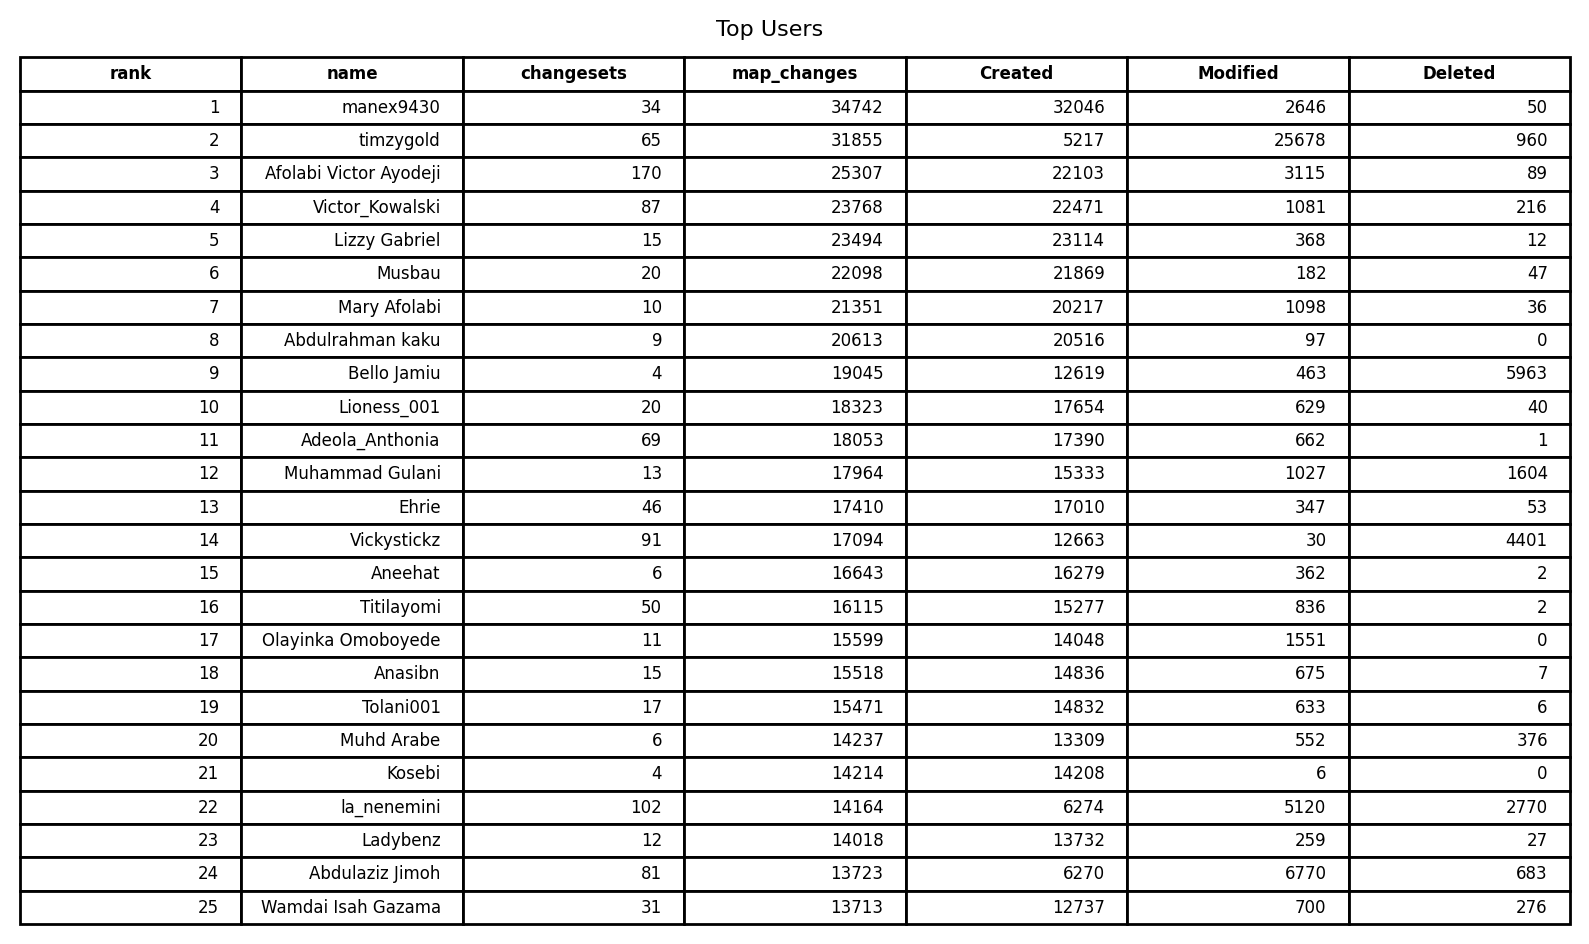 Top Users
rank name changesets map_changes Created Modified Deleted
1 manex9430 34 34742 32046 2646 50
2 timzygold 65 31855 5217 25678 960
3 Afolabi Victor Ayodeji 170 25307 22103 3115 89
4 Victor_Kowalski 87 23768 22471 1081 216
5 Lizzy Gabriel 15 23494 23114 368 12
6 Musbau 20 22098 21869 182 47
7 Mary Afolabi 10 21351 20217 1098 36
8 Abdulrahman kaku 9 20613 20516 97 0
9 Bello Jamiu 4 19045 12619 463 5963
10 Lioness_001 20 18323 17654 629 40
11 Adeola_Anthonia 69 18053 17390 662 1
12 Muhammad Gulani 13 17964 15333 1027 1604
13 Ehrie 46 17410 17010 347 53
14 Vickystickz 91 17094 12663 30 4401
15 Aneehat 6 16643 16279 362 2
16 Titilayomi 50 16115 15277 836 2
17 Olayinka Omoboyede 11 15599 14048 1551 0
18 Anasibn 15 15518 14836 675 7
19 Tolani001 17 15471 14832 633 6
20 Muhd Arabe 6 14237 13309 552 376
21 Kosebi 4 14214 14208 6 0
22 la_nenemini 102 14164 6274 5120 2770
23 Ladybenz 12 14018 13732 259 27
24 Abdulaziz Jimoh 81 13723 6270 6770 683
25 Wamdai Isah Gazama 31 13713 12737 700 276